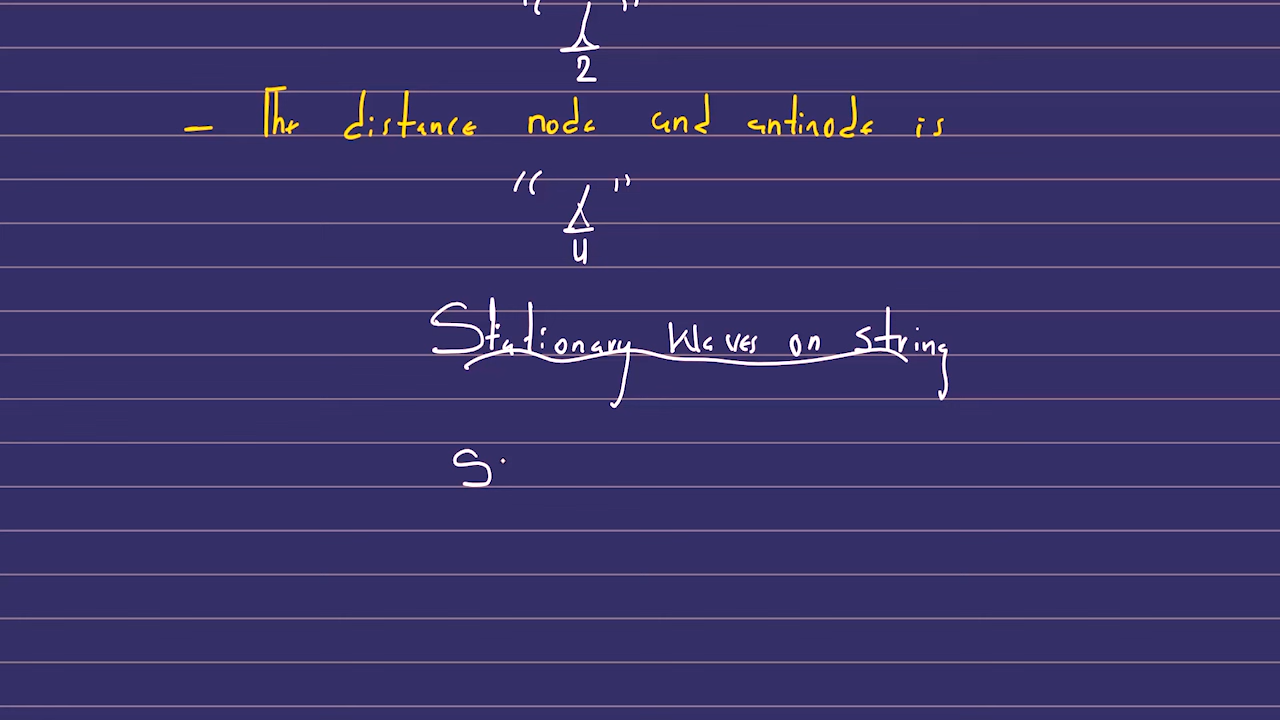 " λ "
2
- The distance node and antinode is
" λ "
4
Stationary Waves on string
S